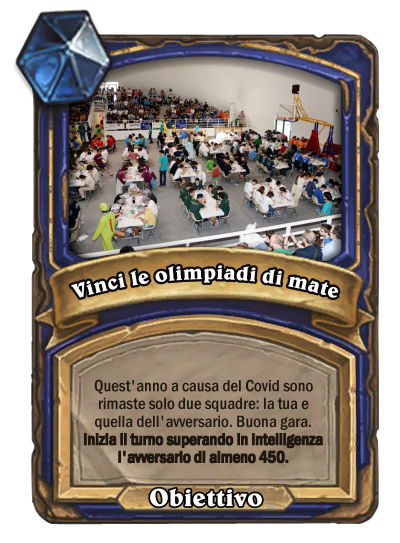 Vinci le olimpiadi di mate
Quest'anno a causa del Covid sono
rimaste solo due squadre: la tua e
quella dell'avversario. Buona gara.
Inizia il turno superando in intelligenza
l'avversario di almeno 450.
Obiettivo